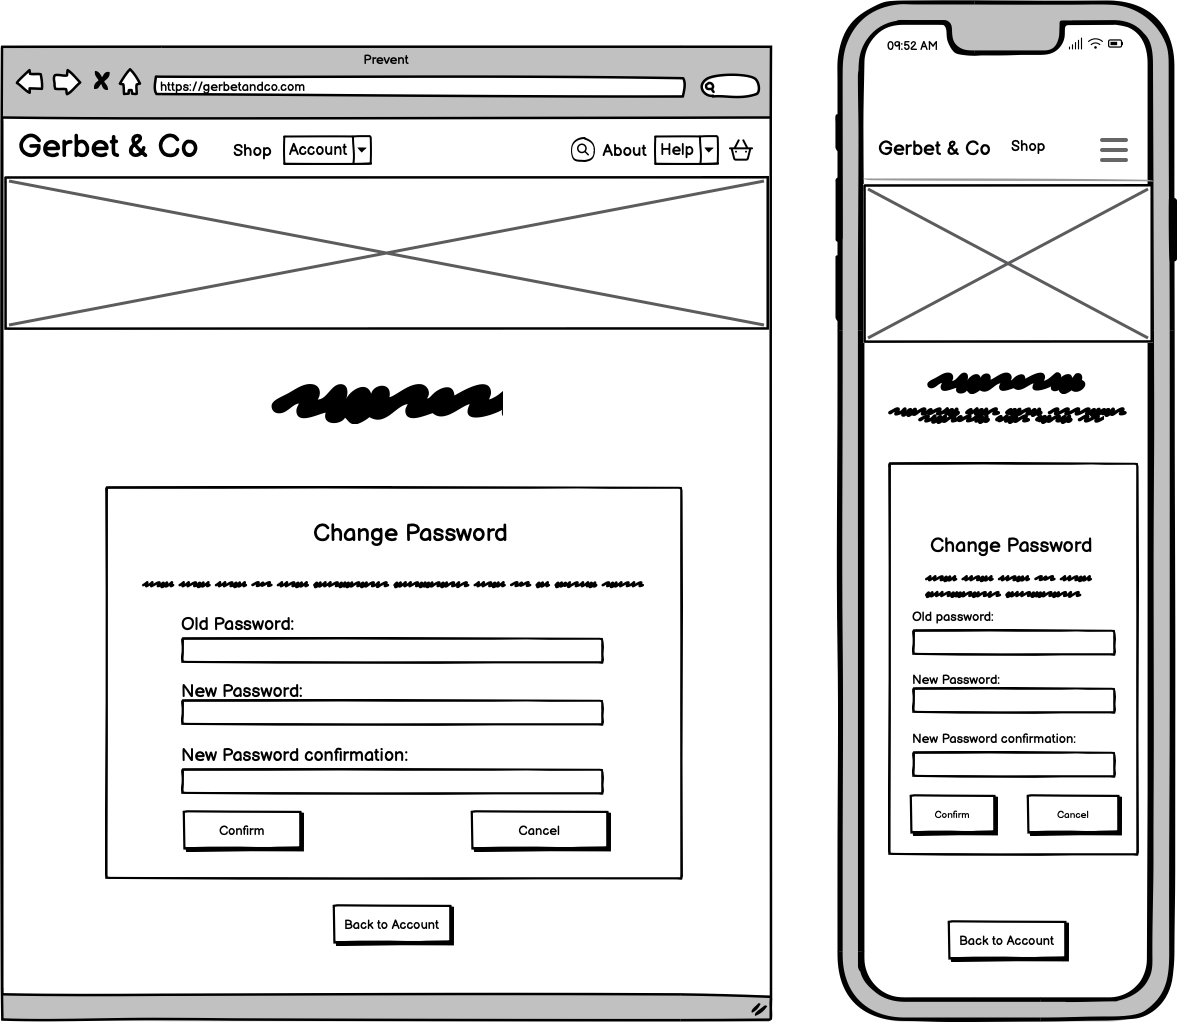 Prevent
https://gerbetandco.com
Gerbet & Co Shop Account About Help
Change Password
Old Password:
New Password:
New Password confirmation:
Confirm Cancel
Back to Account
09:52 AM
Gerbet & Co Shop
Change Password
Old password:
New Password:
New Password confirmation:
Confirm Cancel
Back to Account